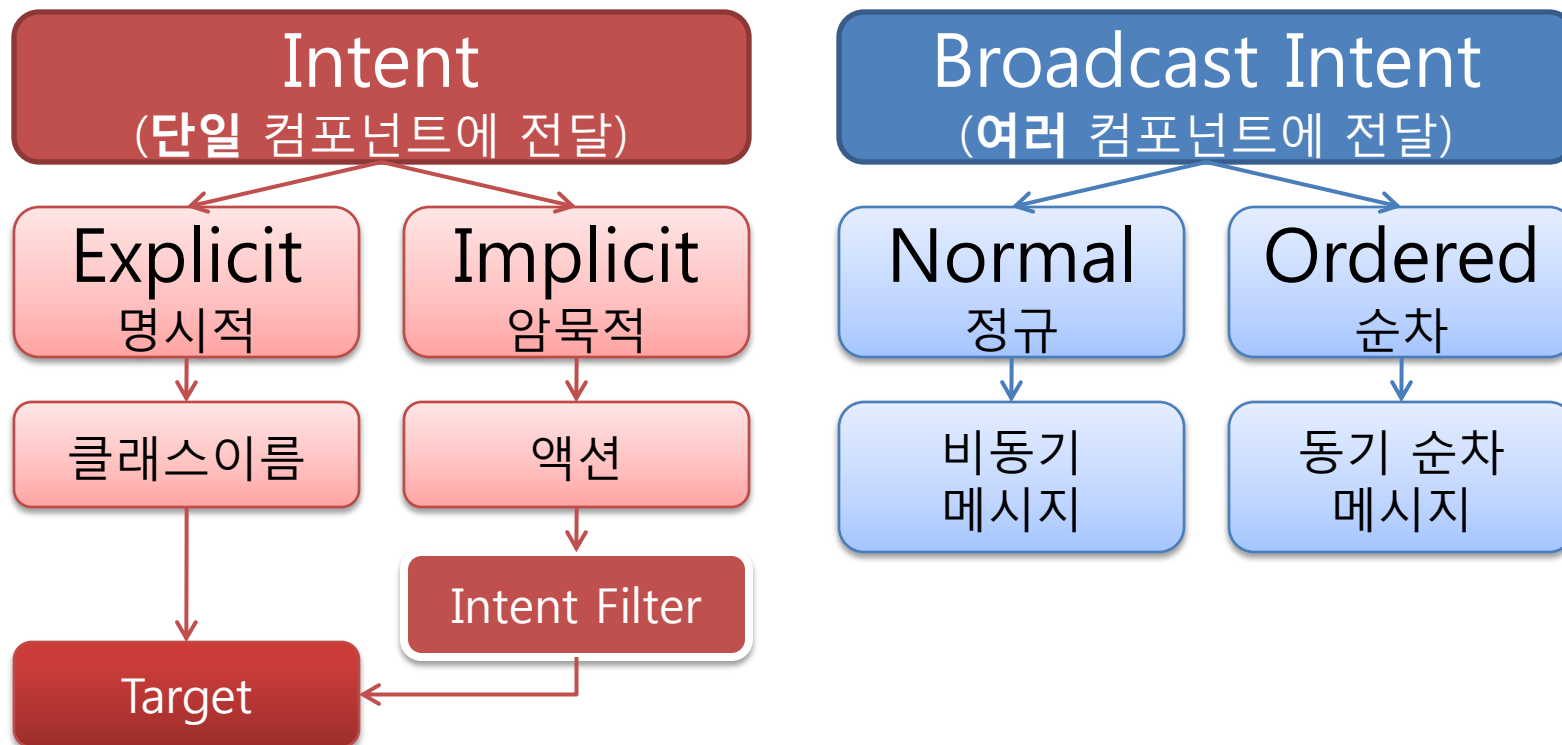 Intent
(단일 컴포넌트에 전달)
Explicit
명시적
Implicit
암묵적
클래스이름
액션
Intent Filter
Target
Broadcast Intent
(여러 컴포넌트에 전달)
Normal
정규
Ordered
순차
비동기
메시지
동기 순차
메시지